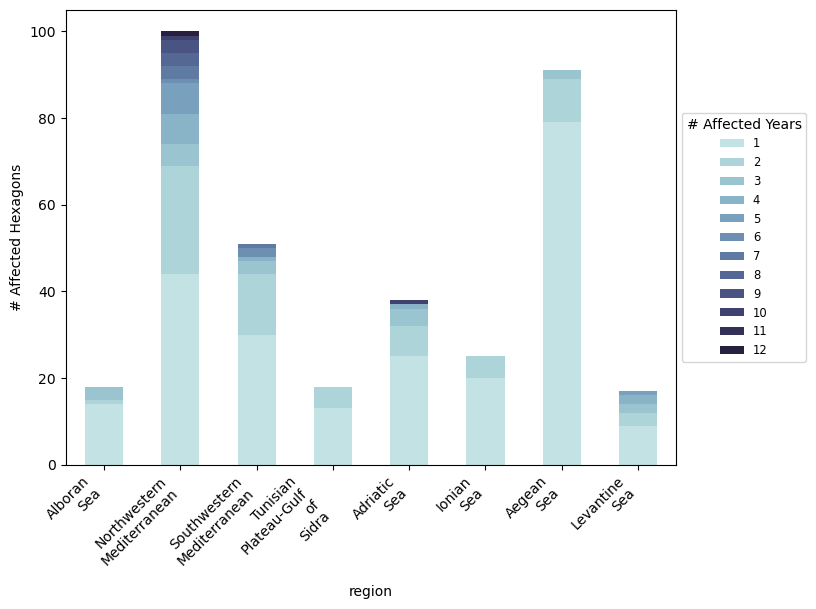 100
80
60
40
20
0
# Affected Hexagons
# Affected Years
1
2
3
4
5
6
7
8
9
10
11
12
Alboran
Sea
Northwestern
Mediterranean
Southwestern
Mediterranean
Tunisian
Plateau-Gulf
of
Sidra
Adriatic
Sea
Ionian
Sea
Aegean
Sea
Levantine
Sea
region